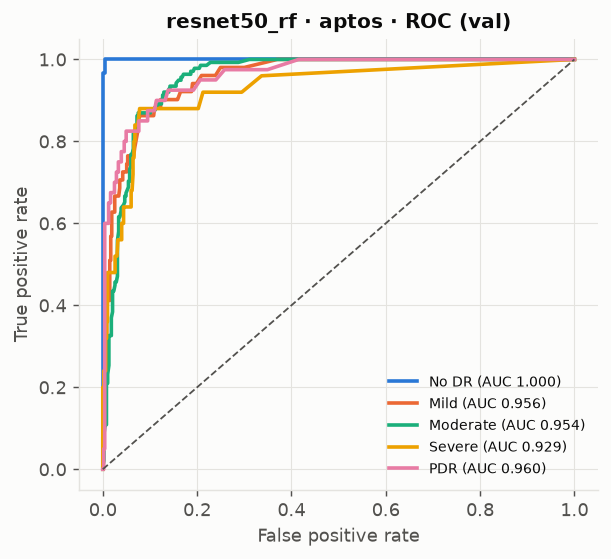 resnet50_rf · aptos · ROC (val)
True positive rate
1.0
0.8
0.6
0.4
0.2
0.0
No DR (AUC 1.000)
Mild (AUC 0.956)
Moderate (AUC 0.954)
Severe (AUC 0.929)
PDR (AUC 0.960)
0.0 0.2 0.4 0.6 0.8 1.0
False positive rate